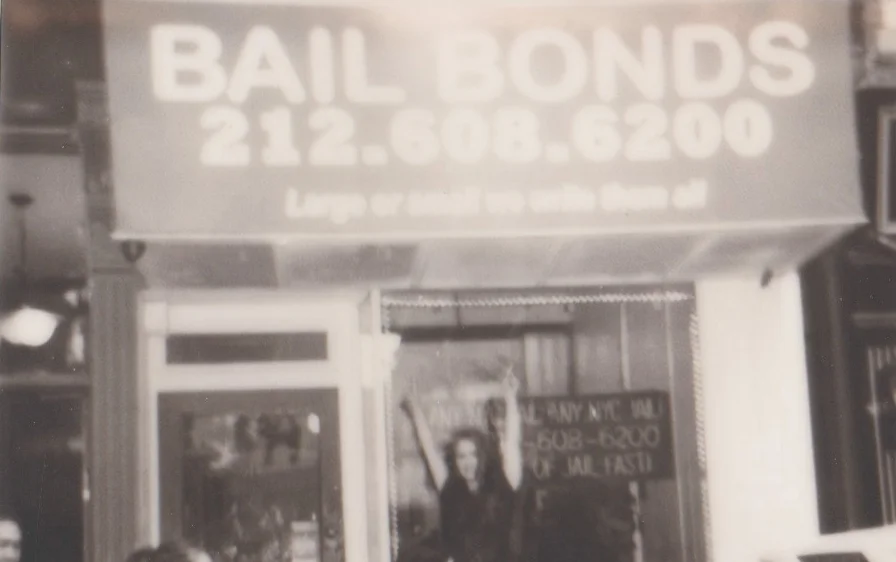 BAIL BONDS
212.608.6200
Large or small we write them all
ANY NYC JAIL!
-608-6200
OF JAIL FAST!